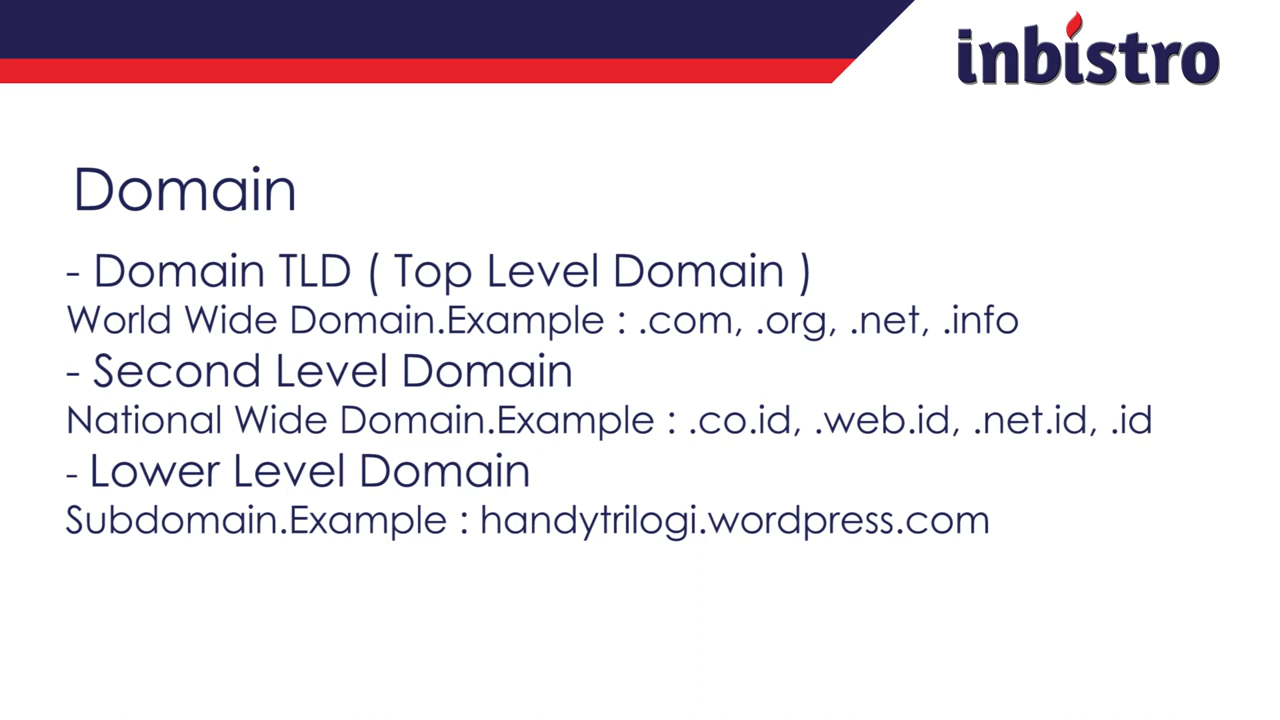 inbistro
Domain
- Domain TLD ( Top Level Domain )
World Wide Domain.Example : .com, .org, .net, .info
- Second Level Domain
National Wide Domain.Example : .co.id, .web.id, .net.id, .id
- Lower Level Domain
Subdomain.Example : handytrilogi.wordpress.com